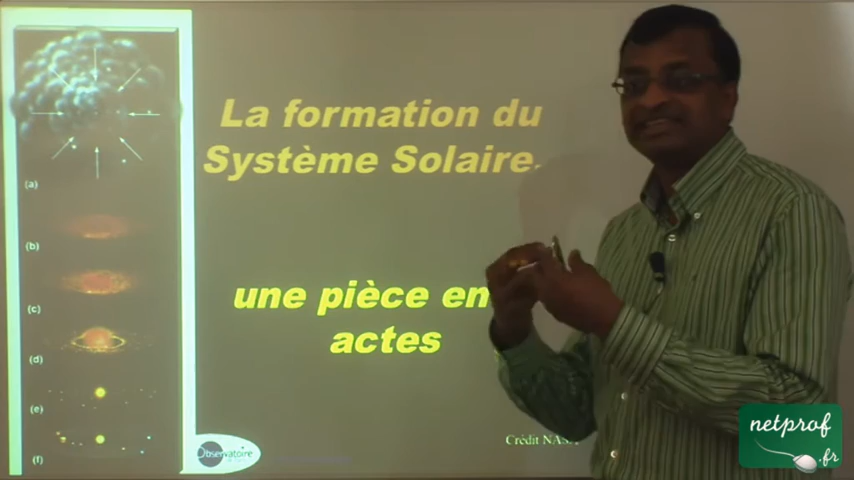 La formation du
Système Solaire.
une pièce en
actes
(a)
(b)
(c)
(d)
(e)
(f)
Observatoire
Crédit
netprof
.fr